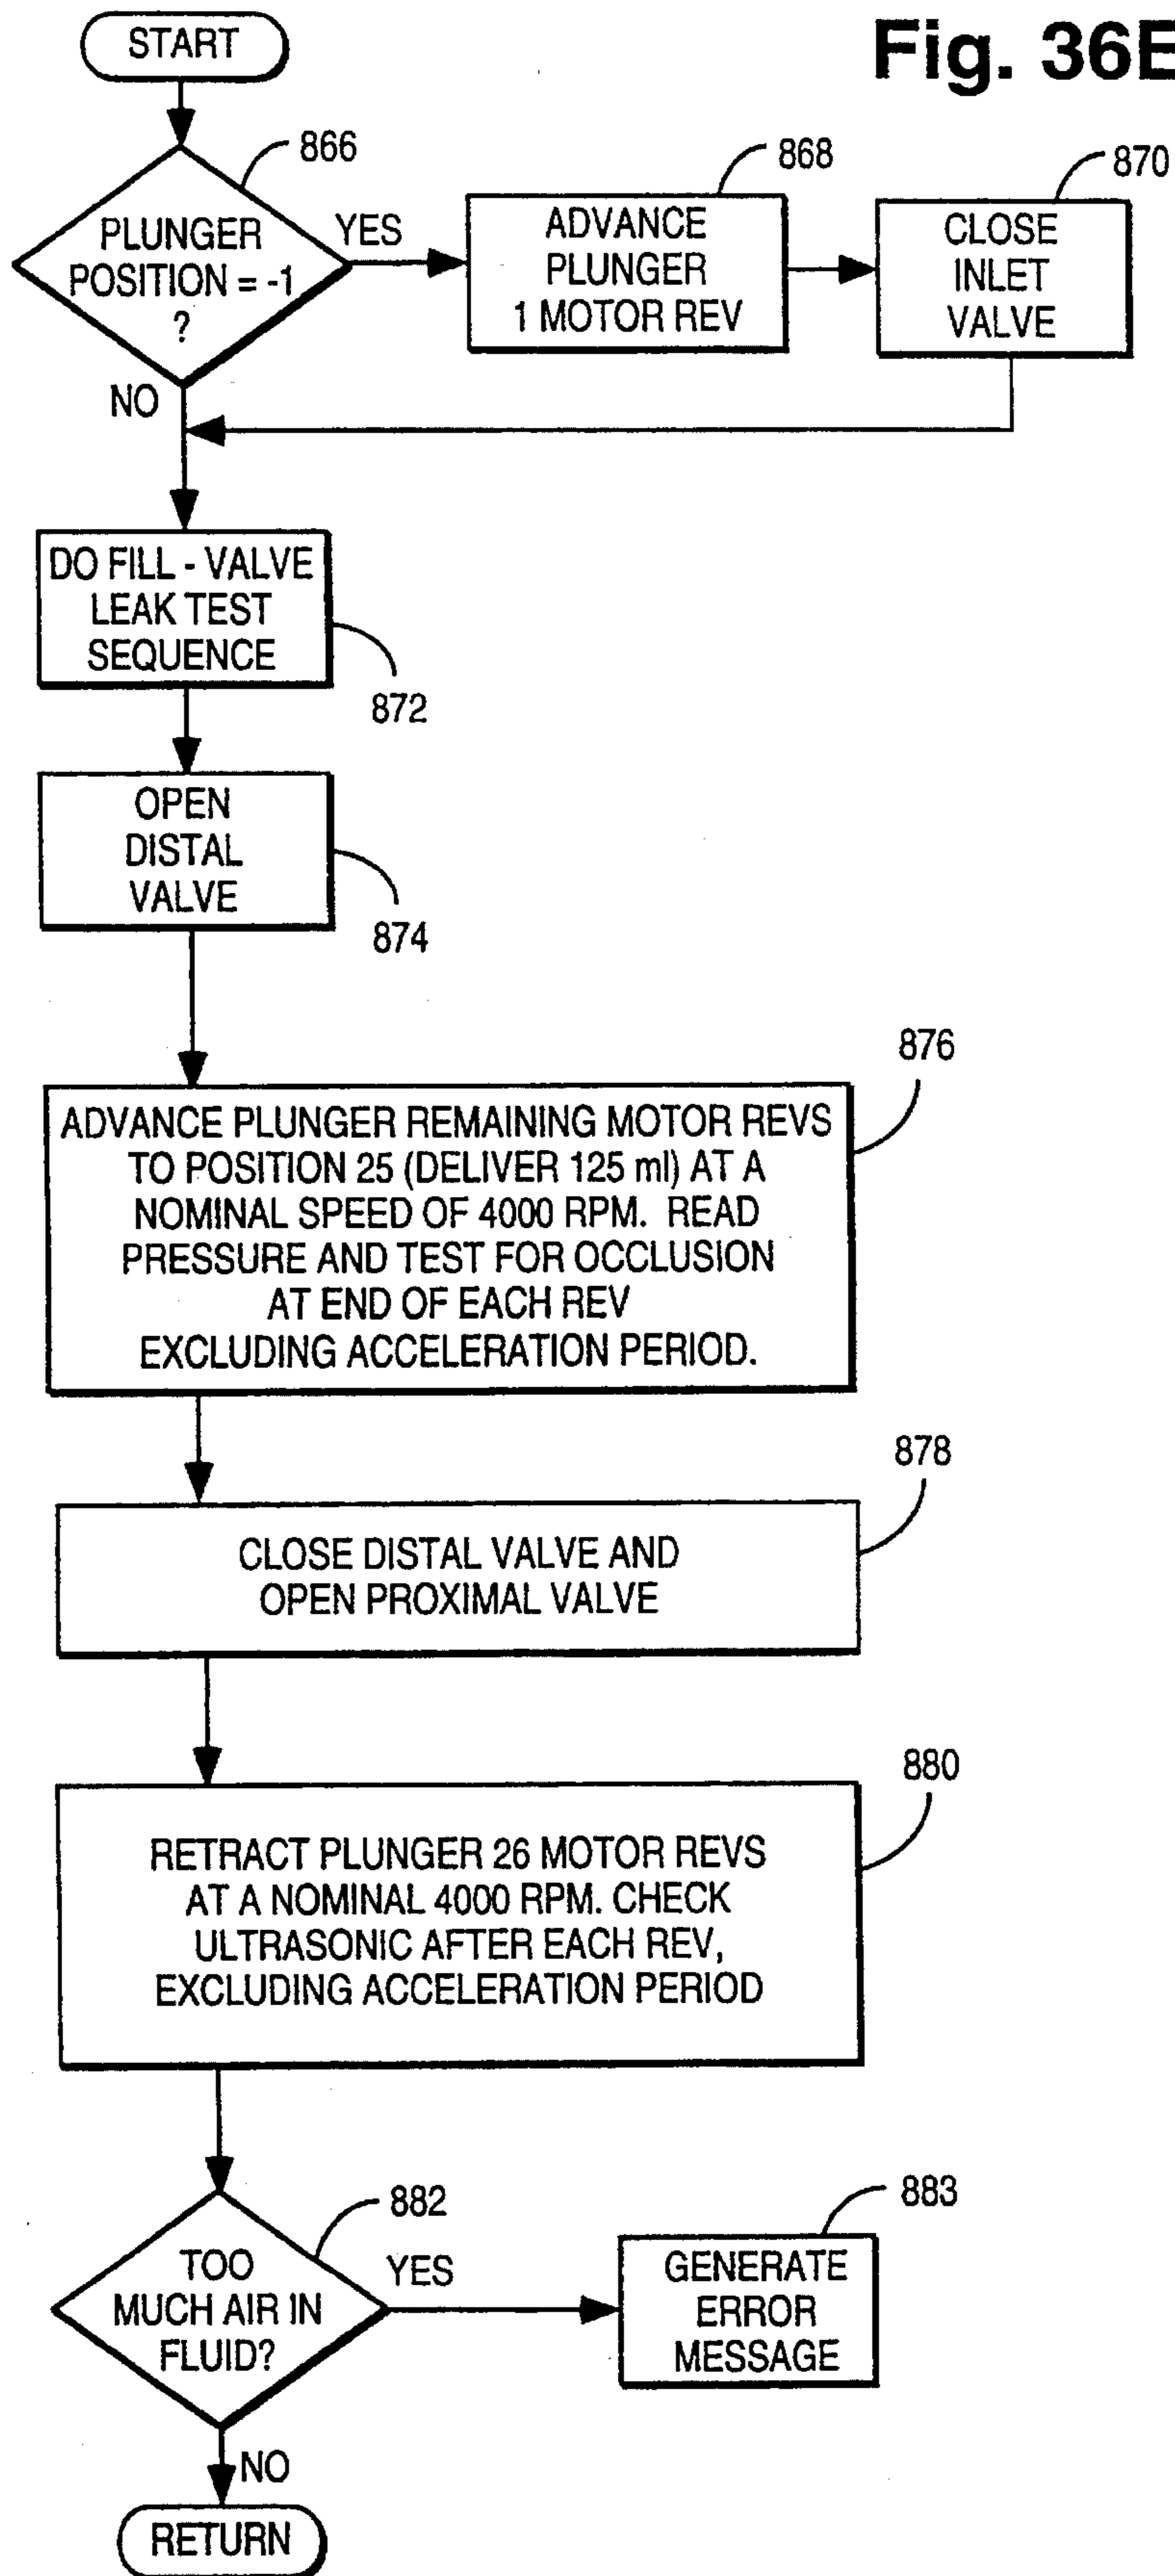 Fig. 36E
START
866
PLUNGER
POSITION = -1
?
YES
868
ADVANCE
PLUNGER
1 MOTOR REV
870
CLOSE
INLET
VALVE
NO
DO FILL - VALVE
LEAK TEST
SEQUENCE
872
OPEN
DISTAL
VALVE
874
876
ADVANCE PLUNGER REMAINING MOTOR REVS
TO POSITION 25 (DELIVER 125 ml) AT A
NOMINAL SPEED OF 4000 RPM. READ
PRESSURE AND TEST FOR OCCLUSION
AT END OF EACH REV
EXCLUDING ACCELERATION PERIOD.
878
CLOSE DISTAL VALVE AND
OPEN PROXIMAL VALVE
880
RETRACT PLUNGER 26 MOTOR REVS
AT A NOMINAL 4000 RPM. CHECK
ULTRASONIC AFTER EACH REV,
EXCLUDING ACCELERATION PERIOD
882
TOO
MUCH AIR IN
FLUID?
YES
883
GENERATE
ERROR
MESSAGE
NO
RETURN